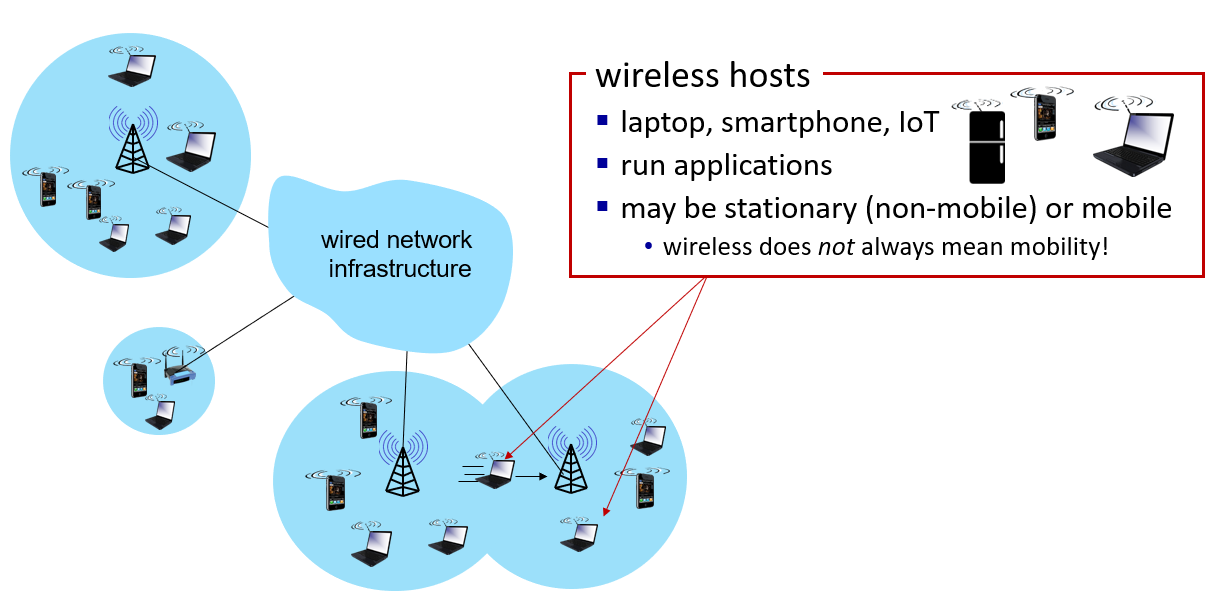 wireless hosts
▪ laptop, smartphone, IoT
▪ run applications
▪ may be stationary (non-mobile) or mobile
• wireless does not always mean mobility!
wired network
infrastructure